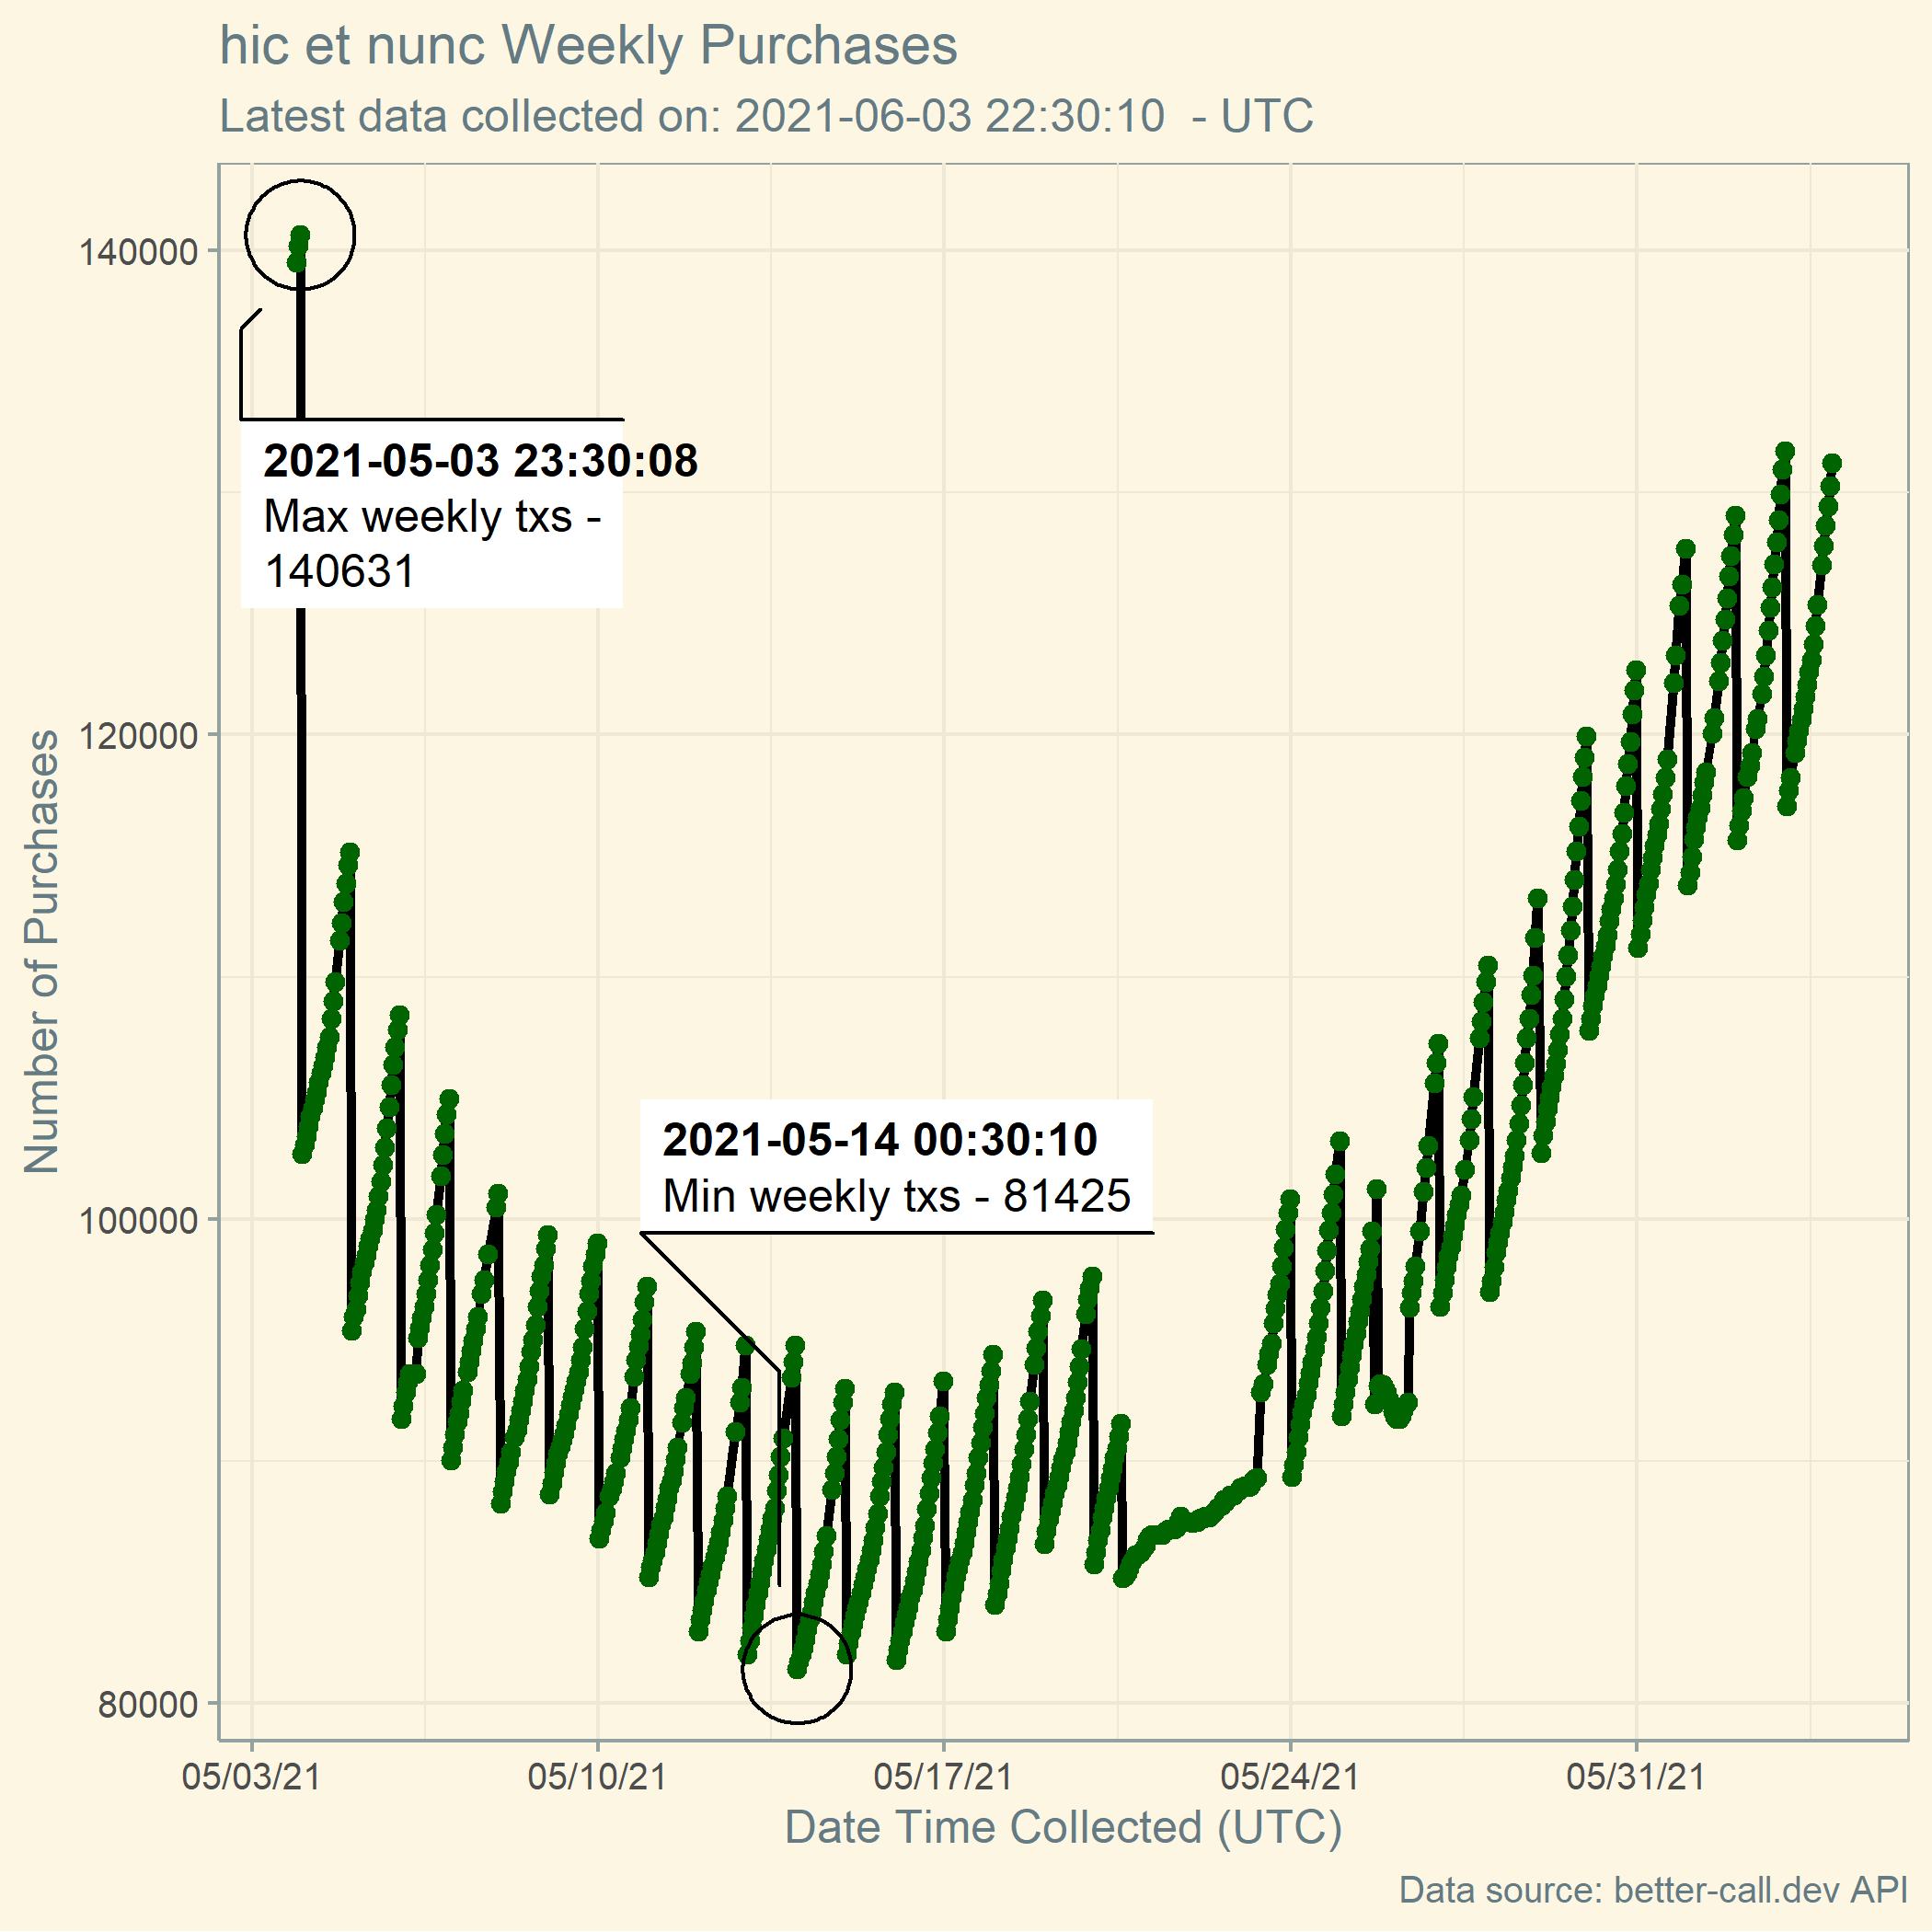 hic et nunc Weekly Purchases
Latest data collected on: 2021-06-03 22:30:10  - UTC
140000
120000
100000
80000
Number of Purchases
2021-05-03 23:30:08
Max weekly txs -
140631
2021-05-14 00:30:10
Min weekly txs - 81425
05/03/21
05/10/21
05/17/21
05/24/21
05/31/21
Date Time Collected (UTC)
Data source: better-call.dev API